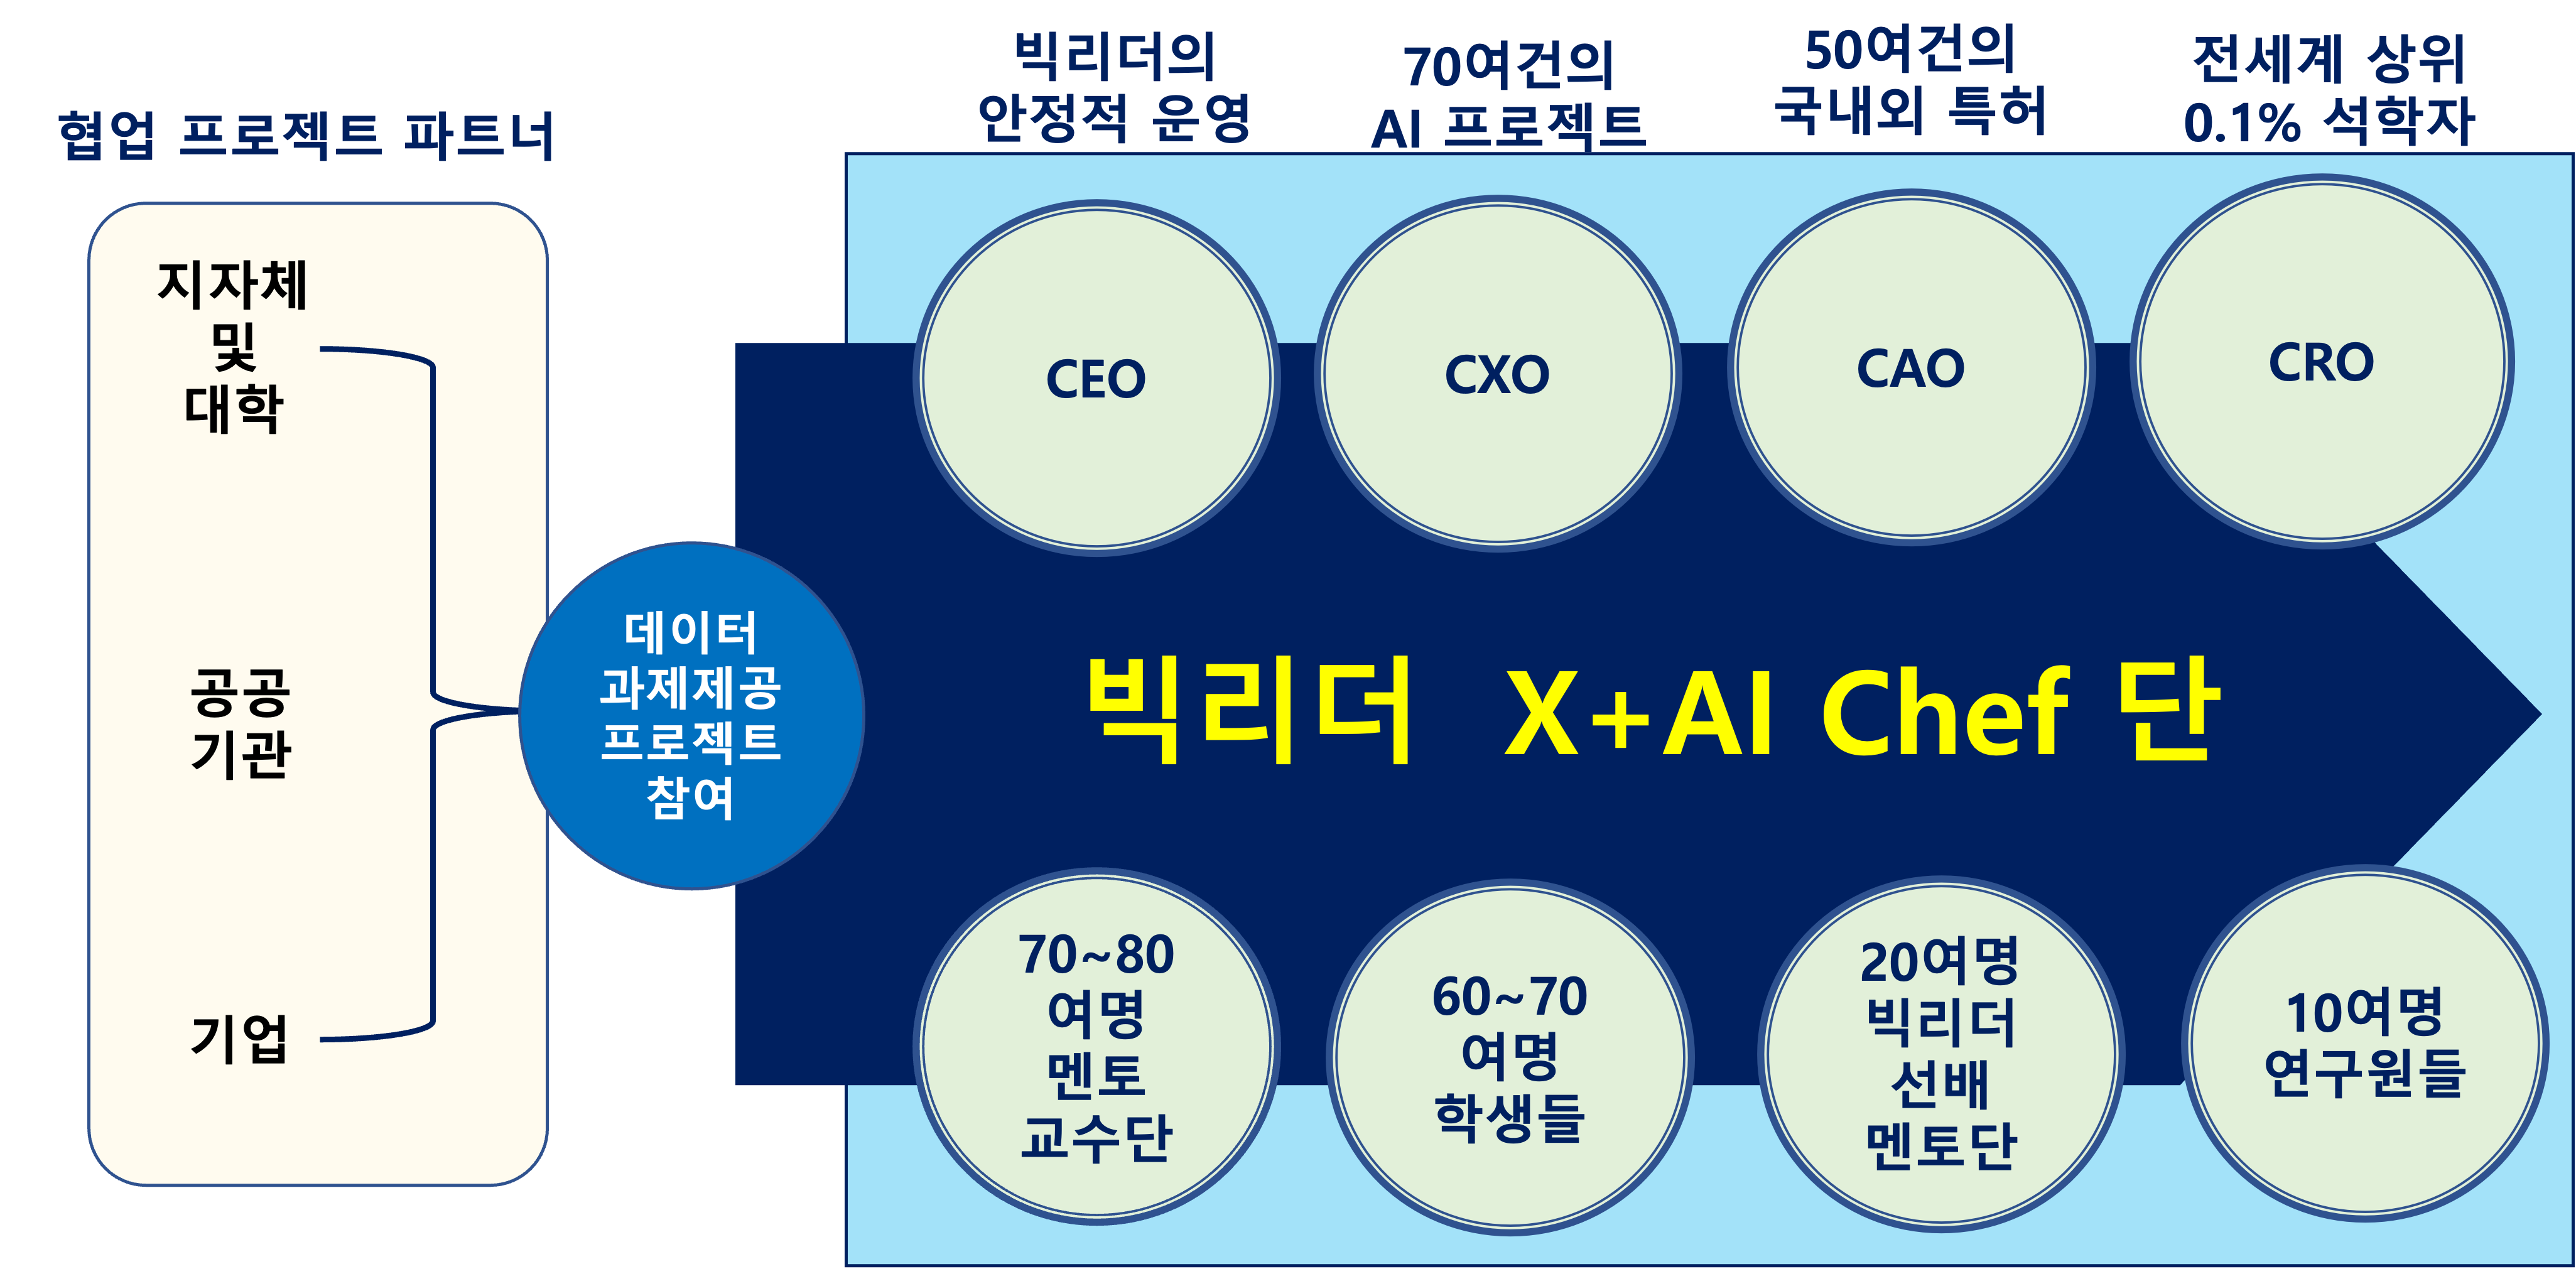 협업 프로젝트 파트너
지자체
및
대학
공공
기관
기업
데이터
과제제공
프로젝트
참여
빅리더의
안정적 운영
70여건의
AI 프로젝트
50여건의
국내외 특허
전세계 상위
0.1% 석학자
CEO
CXO
CAO
CRO
빅리더 X+AI Chef 단
70~80
여명
멘토
교수단
60~70
여명
학생들
20여명
빅리더
선배
멘토단
10여명
연구원들